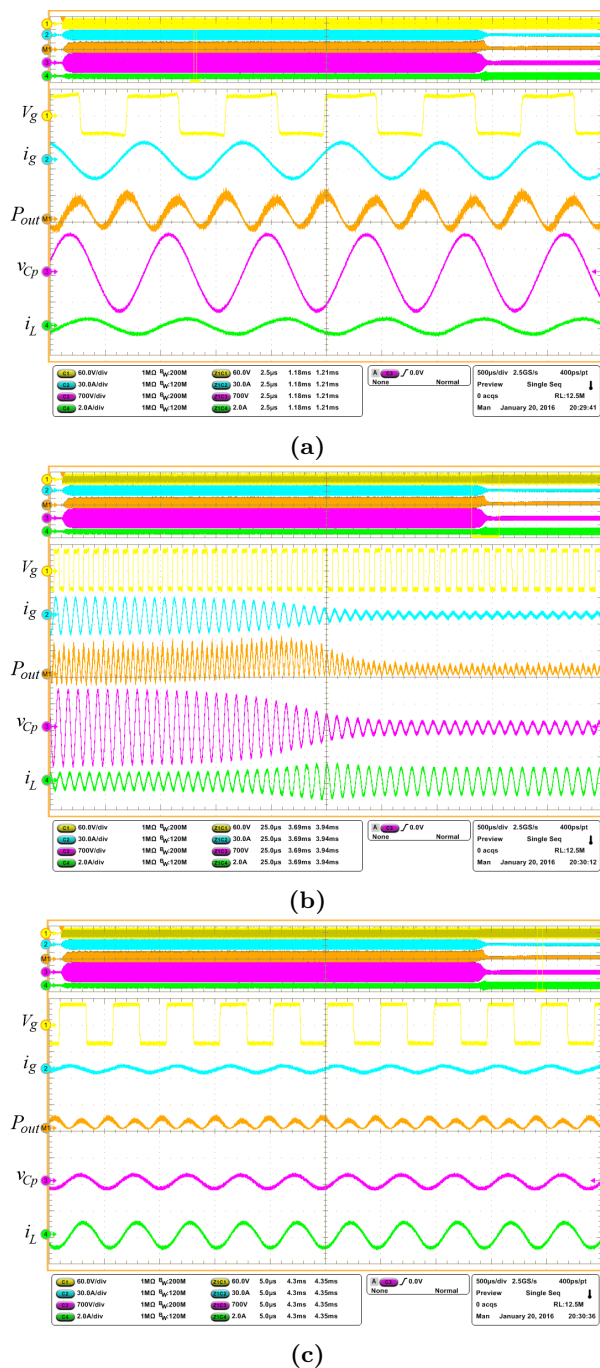 1
2
M1
3
4
Vg
1
ig
2
Pout
M1
vCp
3
iL
4
C1 60.0V/div 1MΩ BW:200M Z1C1 60.0V 2.5µs 1.18ms 1.21ms
C2 30.0A/div 1MΩ BW:120M Z1C2 30.0A 2.5µs 1.18ms 1.21ms
C3 700V/div 1MΩ BW:200M Z1C3 700V 2.5µs 1.18ms 1.21ms
C4 2.0A/div 1MΩ BW:120M Z1C4 2.0A 2.5µs 1.18ms 1.21ms
A C3 0.0V
None Normal
500µs/div 2.5GS/s 400ps/pt
Preview Single Seq
0 acqs RL:12.5M
Man January 20, 2016 20:29:41
(a)
1
2
M1
3
4
Vg
1
ig
2
Pout
M1
vCp
3
iL
4
C1 60.0V/div 1MΩ BW:200M Z1C1 60.0V 25.0µs 3.69ms 3.94ms
C2 30.0A/div 1MΩ BW:120M Z1C2 30.0A 25.0µs 3.69ms 3.94ms
C3 700V/div 1MΩ BW:200M Z1C3 700V 25.0µs 3.69ms 3.94ms
C4 2.0A/div 1MΩ BW:120M Z1C4 2.0A 25.0µs 3.69ms 3.94ms
A C3 0.0V
None Normal
500µs/div 2.5GS/s 400ps/pt
Preview Single Seq
0 acqs RL:12.5M
Man January 20, 2016 20:30:12
(b)
1
2
M1
3
4
Vg
1
ig
2
Pout
M1
vCp
3
iL
4
C1 60.0V/div 1MΩ BW:200M Z1C1 60.0V 5.0µs 4.3ms 4.35ms
C2 30.0A/div 1MΩ BW:120M Z1C2 30.0A 5.0µs 4.3ms 4.35ms
C3 700V/div 1MΩ BW:200M Z1C3 700V 5.0µs 4.3ms 4.35ms
C4 2.0A/div 1MΩ BW:120M Z1C4 2.0A 5.0µs 4.3ms 4.35ms
A C3 0.0V
None Normal
500µs/div 2.5GS/s 400ps/pt
Preview Single Seq
0 acqs RL:12.5M
Man January 20, 2016 20:30:36
(c)